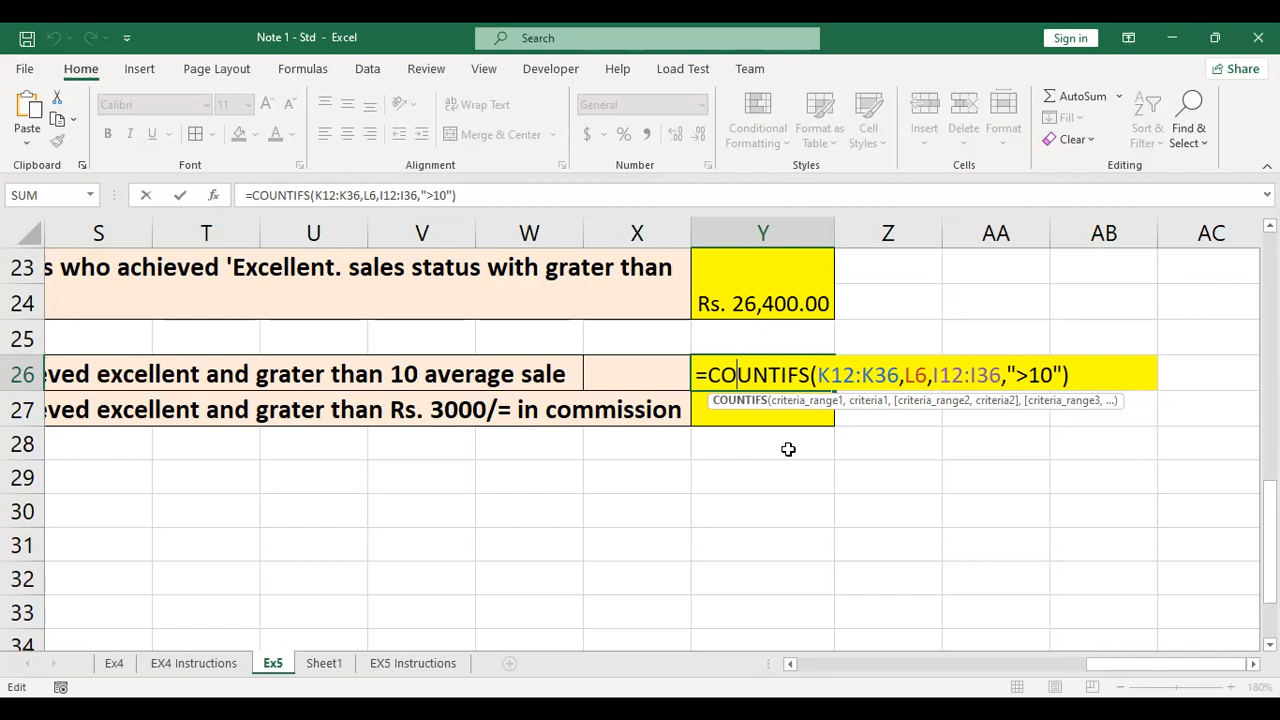 Note 1 - Std - Excel
Search
Sign in
File Home Insert Page Layout Formulas Data Review View Developer Help Load Test Team
Share
Paste
Calibri 11
B I U
Wrap Text
Merge & Center
General
$ % ,
Conditional Formatting
Format as Table
Cell Styles
Insert
Delete
Format
AutoSum
Fill
Clear
Sort & Filter
Find & Select
Clipboard Font Alignment Number Styles Cells Editing
SUM fx =COUNTIFS(K12:K36,L6,I12:I36,">10")
S T U V W X Y Z AA AB AC
23 s who achieved 'Excellent. sales status with grater than
24 Rs. 26,400.00
25
26 eved excellent and grater than 10 average sale =COUNTIFS(K12:K36,L6,I12:I36,">10")
COUNTIFS(criteria_range1, criteria1, [criteria_range2, criteria2], [criteria_range3, ...)
27 eved excellent and grater than Rs. 3000/= in commission
28
29
30
31
32
33
34
Ex4 EX4 Instructions Ex5 Sheet1 EX5 Instructions
Edit 180%